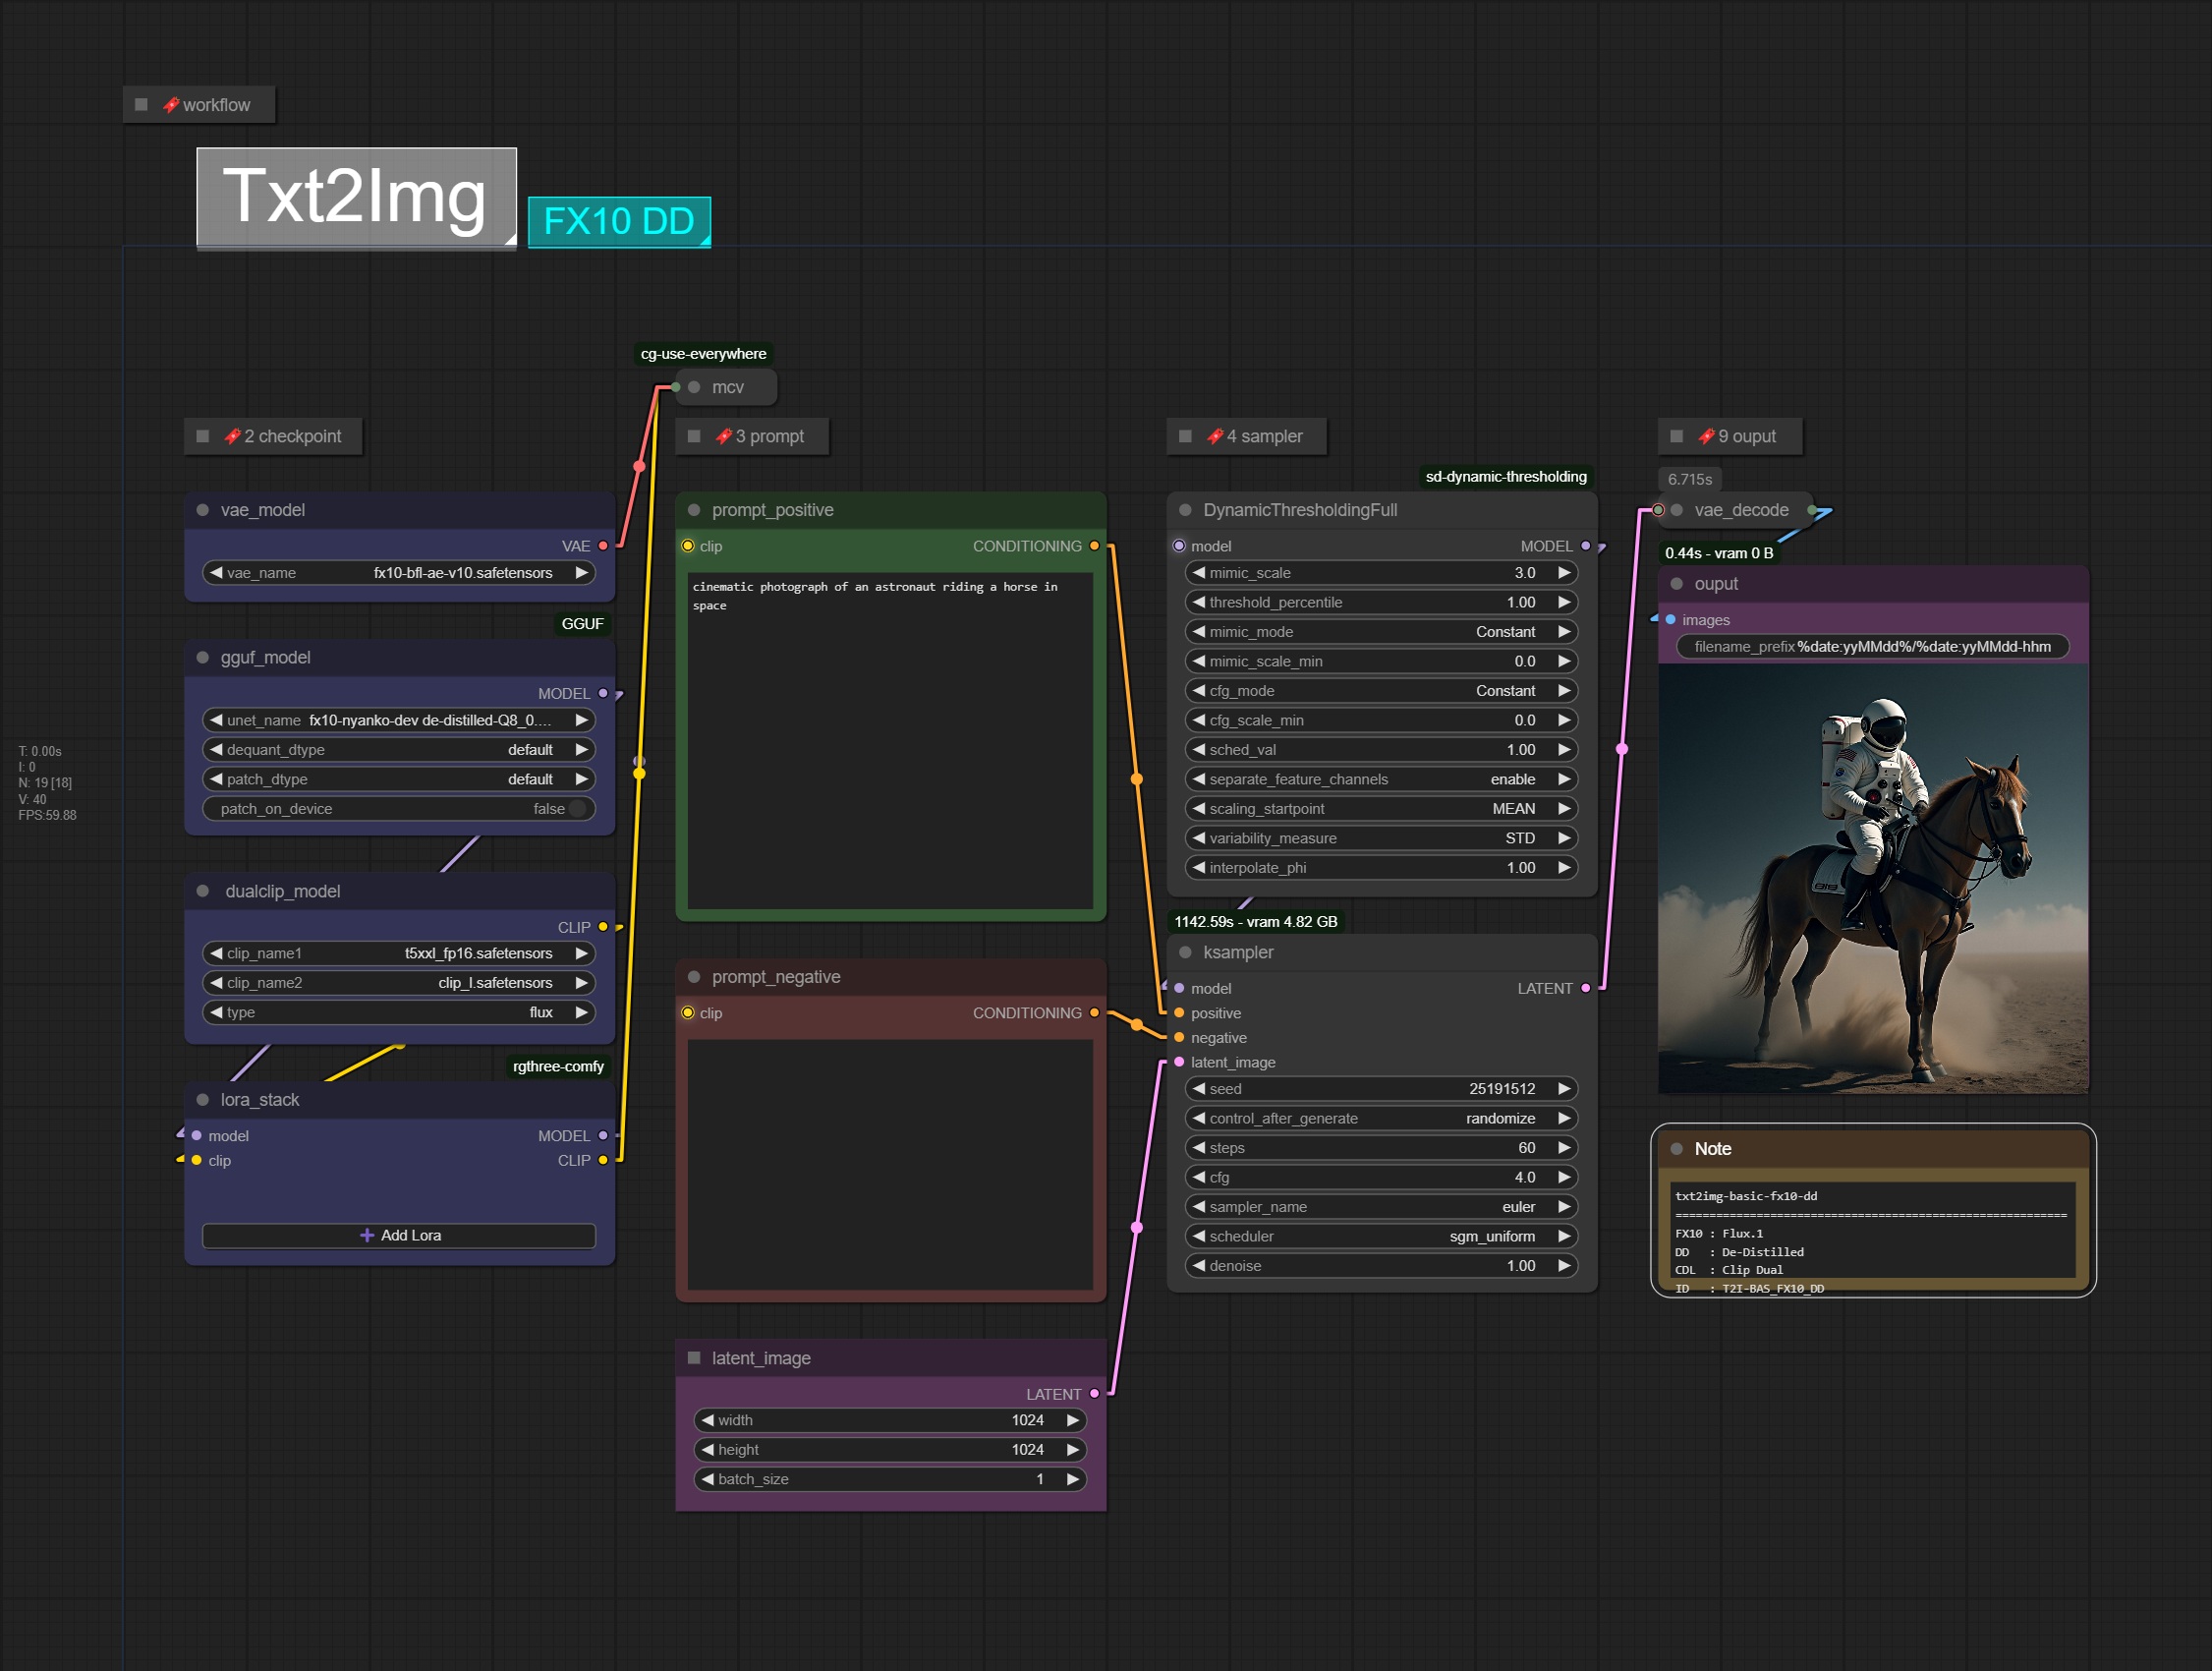 workflow
Txt2Img
FX10 DD
cg-use-everywhere
mcv
2 checkpoint
3 prompt
4 sampler
9 ouput
vae_model
VAE
vae_name fx10-bfl-ae-v10.safetensors
GGUF
gguf_model
MODEL
unet_name fx10-nyanko-dev de-distilled-Q8_0....
dequant_dtype default
patch_dtype default
patch_on_device false
T: 0.00s
I: 0
N: 19 [18]
V: 40
FPS:59.88
dualclip_model
CLIP
clip_name1 t5xxl_fp16.safetensors
clip_name2 clip_l.safetensors
type flux
rgthree-comfy
lora_stack
model MODEL
clip CLIP
Add Lora
prompt_positive
clip CONDITIONING
cinematic photograph of an astronaut riding a horse in
space
prompt_negative
clip CONDITIONING
latent_image
LATENT
width 1024
height 1024
batch_size 1
sd-dynamic-thresholding
DynamicThresholdingFull
model MODEL
mimic_scale 3.0
threshold_percentile 1.00
mimic_mode Constant
mimic_scale_min 0.0
cfg_mode Constant
cfg_scale_min 0.0
sched_val 1.00
separate_feature_channels enable
scaling_startpoint MEAN
variability_measure STD
interpolate_phi 1.00
1142.59s - vram 4.82 GB
ksampler
model LATENT
positive
negative
latent_image
seed 25191512
control_after_generate randomize
steps 60
cfg 4.0
sampler_name euler
scheduler sgm_uniform
denoise 1.00
6.715s
vae_decode
0.44s - vram 0 B
ouput
images
filename_prefix %date:yyMMdd%/%date:yyMMdd-hhm
Note
txt2img-basic-fx10-dd
==========================================================
FX10 : Flux.1
DD : De-Distilled
CDL : Clip Dual
ID : T2I-BAS_FX10_DD